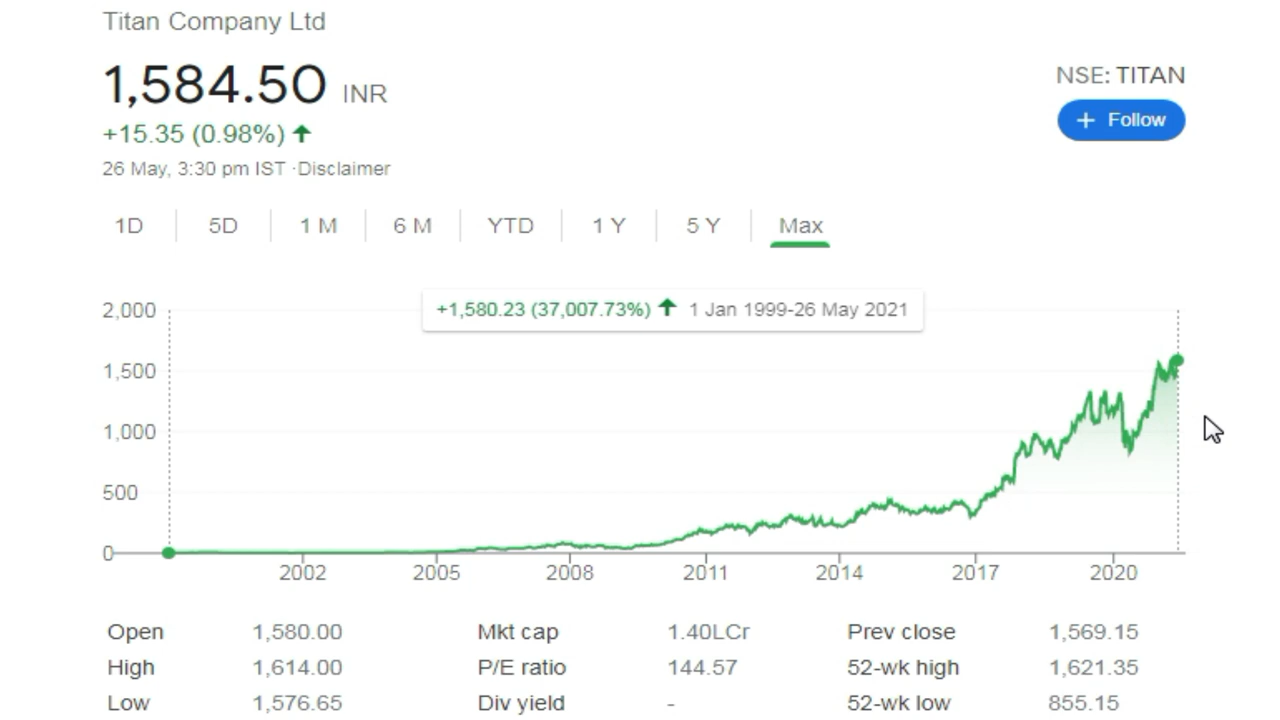 Titan Company Ltd
1,584.50 INR
NSE: TITAN
+ Follow
+15.35 (0.98%) ↑
26 May, 3:30 pm IST ·Disclaimer
1D 5D 1 M 6 M YTD 1 Y 5 Y Max
+1,580.23 (37,007.73%) ↑ 1 Jan 1999-26 May 2021
2,000
1,500
1,000
500
0
2002 2005 2008 2011 2014 2017 2020
Open 1,580.00 Mkt cap 1.40LCr Prev close 1,569.15
High 1,614.00 P/E ratio 144.57 52-wk high 1,621.35
Low 1,576.65 Div yield - 52-wk low 855.15